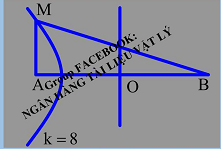 M
Group FACEBOOK:
NGÂN HÀNG TÀI LIỆU VẬT LÝ
A
O
B
k = 8